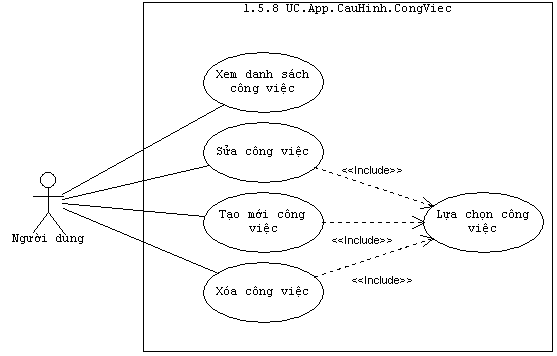 1.5.8 UC.App.CauHinh.CongViec
Xem danh sách
công việc
Sửa công việc
<<Include>>
Tạo mới công
việc
Lựa chọn công
việc
Người dùng
<<Include>>
Xóa công việc
<<Include>>